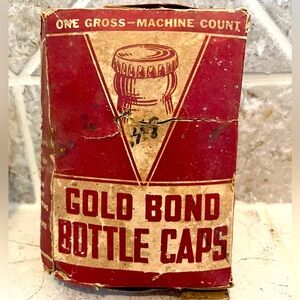 ONE GROSS—MACHINE COUNT
GOLD BOND
BOTTLE CAPS